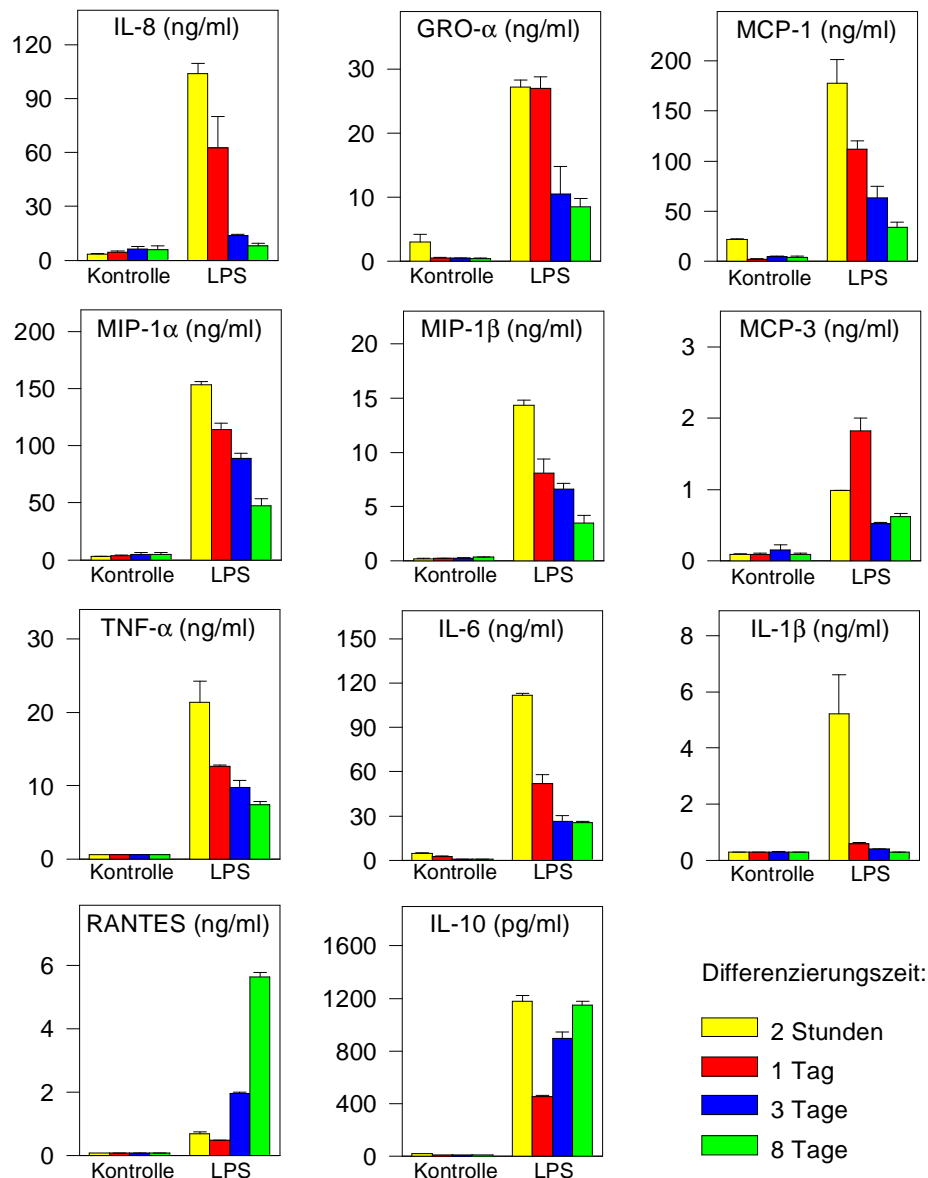 IL-8 (ng/ml)
120
90
60
30
0
Kontrolle LPS
GRO-α (ng/ml)
30
20
10
0
Kontrolle LPS
MCP-1 (ng/ml)
200
150
100
50
0
Kontrolle LPS
MIP-1α (ng/ml)
200
150
100
50
0
Kontrolle LPS
MIP-1β (ng/ml)
20
15
10
5
0
Kontrolle LPS
MCP-3 (ng/ml)
3
2
1
0
Kontrolle LPS
TNF-α (ng/ml)
30
20
10
0
Kontrolle LPS
IL-6 (ng/ml)
150
120
90
60
30
0
Kontrolle LPS
IL-1β (ng/ml)
8
6
4
2
0
Kontrolle LPS
RANTES (ng/ml)
6
4
2
0
Kontrolle LPS
IL-10 (pg/ml)
1600
1200
800
400
0
Kontrolle LPS
Differenzierungszeit:
2 Stunden
1 Tag
3 Tage
8 Tage